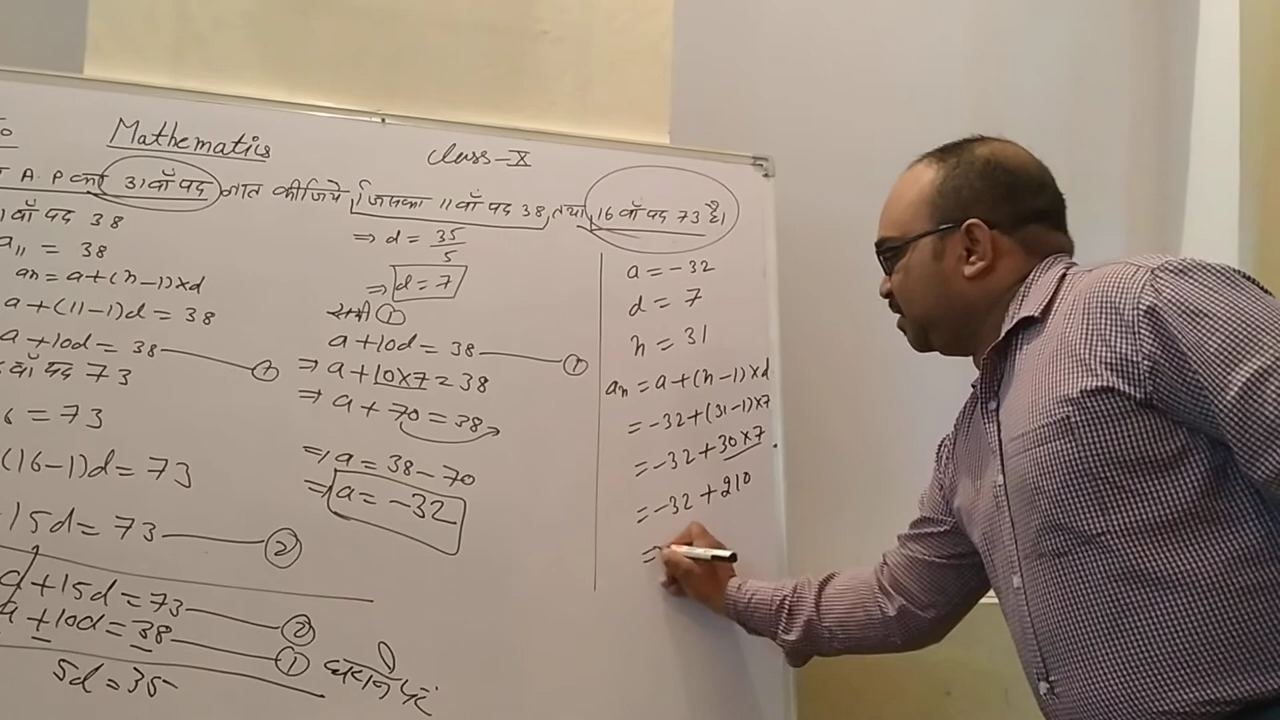 Mathematics
Class-X
A.P का 31वाँ पद ज्ञात कीजिये, जिसका 11वाँ पद 38, तथा 16वाँ पद 73 है।
वाँ पद 38
a₁₁ = 38
an = a+(n-1)×d
a+(11-1)d = 38
a+10d = 38 ①
वाँ पद 73
6 = 73
(16-1)d = 73
15d = 73 ②
+15d = 73 ②
a+10d = 38 ①
घटाने पर
5d = 35
⇒ d = 35/5
⇒ d = 7
समी ①
a+10d = 38 ①
⇒ a+10×7 = 38
⇒ a+70 = 38
⇒ a = 38-70
⇒ a = -32
a = -32
d = 7
n = 31
an = a+(n-1)×d
= -32+(31-1)×7
= -32+30×7
= -32+210
=